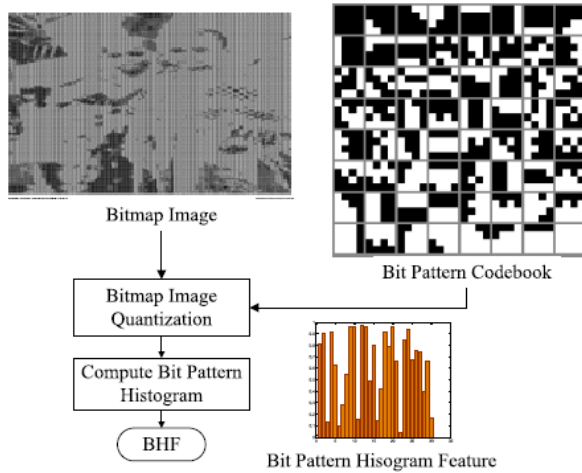 Bitmap Image
Bit Pattern Codebook
Bitmap Image
Quantization
Compute Bit Pattern
Histogram
BHF
Bit Pattern Hisogram Feature